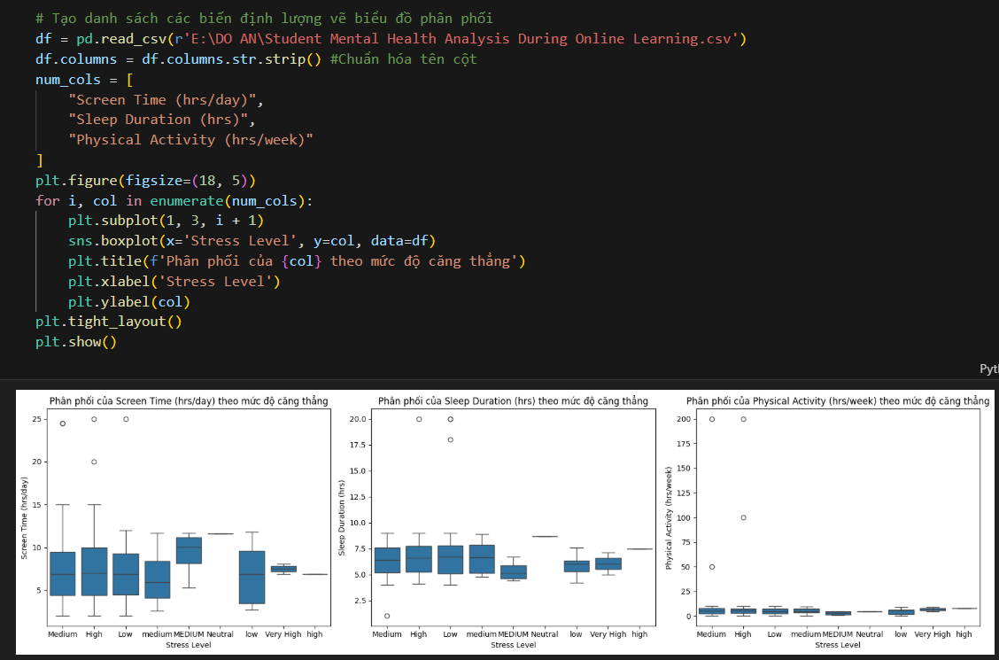 # Tạo danh sách các biến định lượng vẽ biểu đồ phân phối
df = pd.read_csv(r'E:\DO AN\Student Mental Health Analysis During Online Learning.csv')
df.columns = df.columns.str.strip() #Chuẩn hóa tên cột
num_cols = [
"Screen Time (hrs/day)",
"Sleep Duration (hrs)",
"Physical Activity (hrs/week)"
]
plt.figure(figsize=(18, 5))
for i, col in enumerate(num_cols):
plt.subplot(1, 3, i + 1)
sns.boxplot(x='Stress Level', y=col, data=df)
plt.title(f'Phân phối của {col} theo mức độ căng thẳng')
plt.xlabel('Stress Level')
plt.ylabel(col)
plt.tight_layout()
plt.show()
Phân phối của Screen Time (hrs/day) theo mức độ căng thẳng
25
20
15
10
5
Screen Time (hrs/day)
Medium High Low medium MEDIUM Neutral low Very High high
Stress Level
Phân phối của Sleep Duration (hrs) theo mức độ căng thẳng
20.0
17.5
15.0
12.5
10.0
7.5
5.0
2.5
Sleep Duration (hrs)
Medium High Low medium MEDIUM Neutral low Very High high
Stress Level
Phân phối của Physical Activity (hrs/week) theo mức độ căng thẳng
200
175
150
125
100
75
50
25
0
Physical Activity (hrs/week)
Medium High Low medium MEDIUM Neutral low Very High high
Stress Level